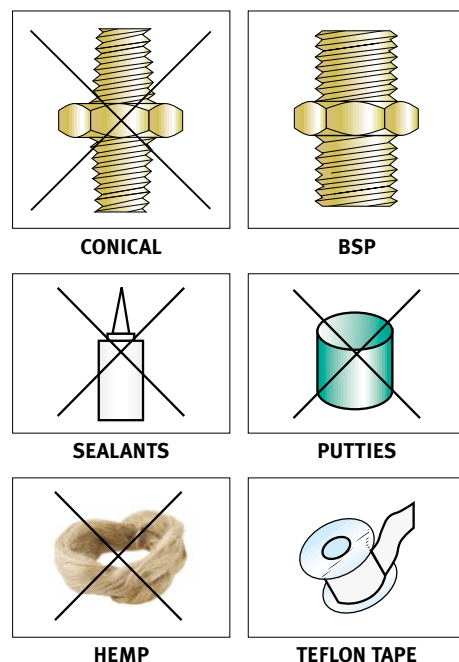 CONICAL
BSP
SEALANTS
PUTTIES
HEMP
TEFLON TAPE